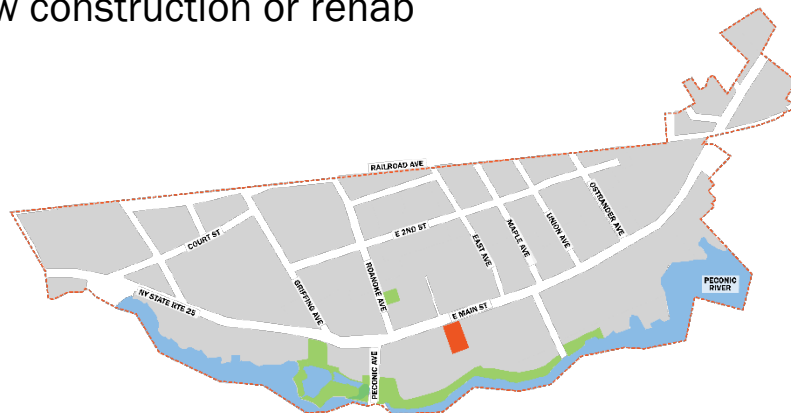 w construction or rehab
RAILROAD AVE
COURT ST
E 2ND ST
OSTRANDER AVE
UNION AVE
MAPLE AVE
EAST AVE
ROANOKE AVE
GRIFFING AVE
NY STATE RTE 25
E MAIN ST
PECONIC AVE
PECONIC
RIVER